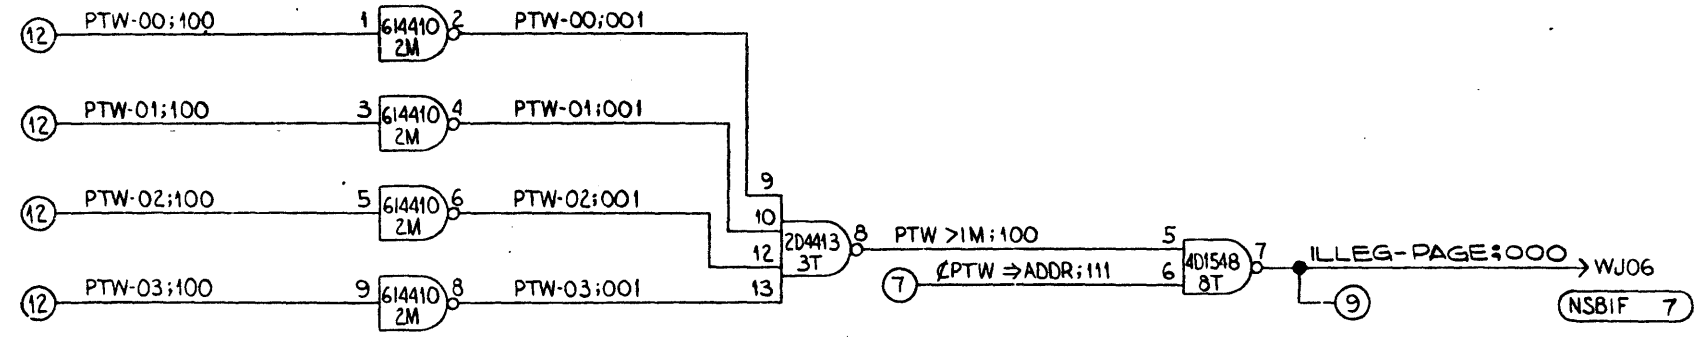 12 PTW-00;100 1 614410 2M 2 PTW-00;001
12 PTW-01;100 3 614410 2M 4 PTW-01;001
12 PTW-02;100 5 614410 2M 6 PTW-02;001
12 PTW-03;100 9 614410 2M 8 PTW-03;001
9
10
12
13
2D4413
3T
8 PTW >1M;100 5
7 ¢PTW ⇒ADDR;111 6
4D1548
8T
7 ILLEG-PAGE;000 WJ06
9
NSBIF 7